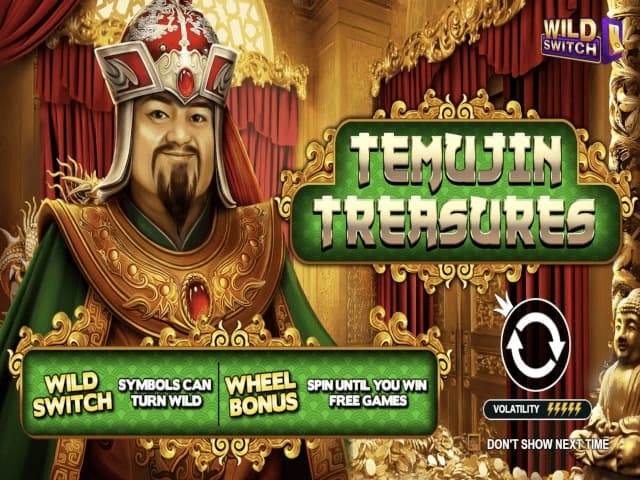 WILD
SWITCH
TEMUJIN
TREASURES
WILD
SWITCH
SYMBOLS CAN
TURN WILD
WHEEL
BONUS
SPIN UNTIL YOU WIN
FREE GAMES
VOLATILITY
DON'T SHOW NEXT TIME